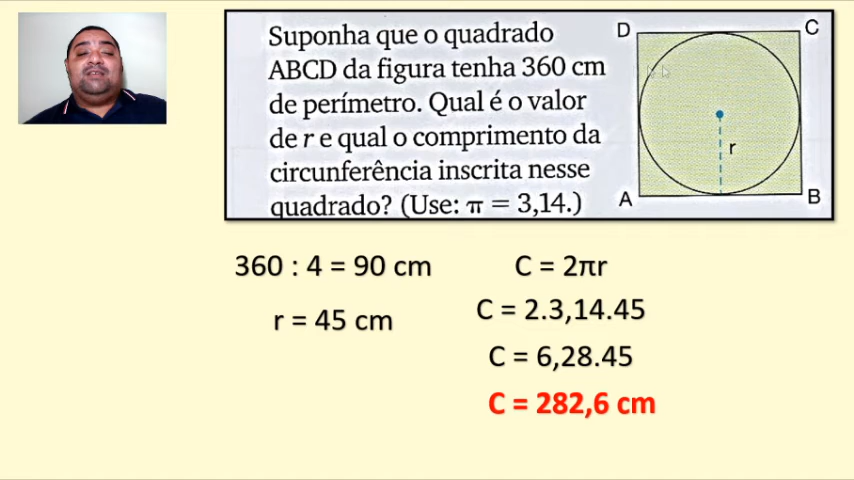 Suponha que o quadrado
ABCD da figura tenha 360 cm
de perímetro. Qual é o valor
de r e qual o comprimento da
circunferência inscrita nesse
quadrado? (Use: π = 3,14.)
D
C
r
A
B
360 : 4 = 90 cm
r = 45 cm
C = 2πr
C = 2.3,14.45
C = 6,28.45
C = 282,6 cm